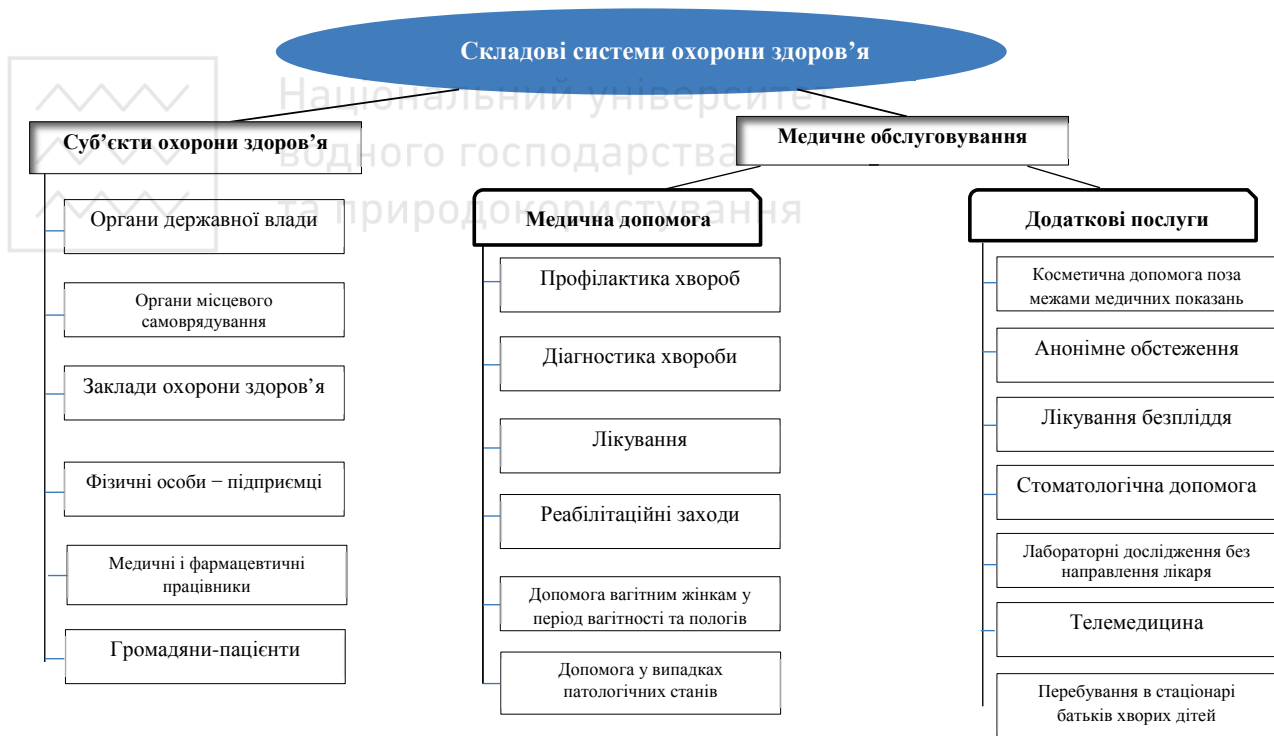 Складові системи охорони здоров’я
Національний університет
водного господарства
та природокористування
Суб’єкти охорони здоров’я
Органи державної влади
Органи місцевого
самоврядування
Заклади охорони здоров’я
Фізичні особи − підприємці
Медичні і фармацевтичні
працівники
Громадяни-пацієнти
Медичне обслуговування
Медична допомога
Профілактика хвороб
Діагностика хвороби
Лікування
Реабілітаційні заходи
Допомога вагітним жінкам у
період вагітності та пологів
Допомога у випадках
патологічних станів
Додаткові послуги
Косметична допомога поза
межами медичних показань
Анонімне обстеження
Лікування безпліддя
Стоматологічна допомога
Лабораторні дослідження без
направлення лікаря
Телемедицина
Перебування в стаціонарі
батьків хворих дітей